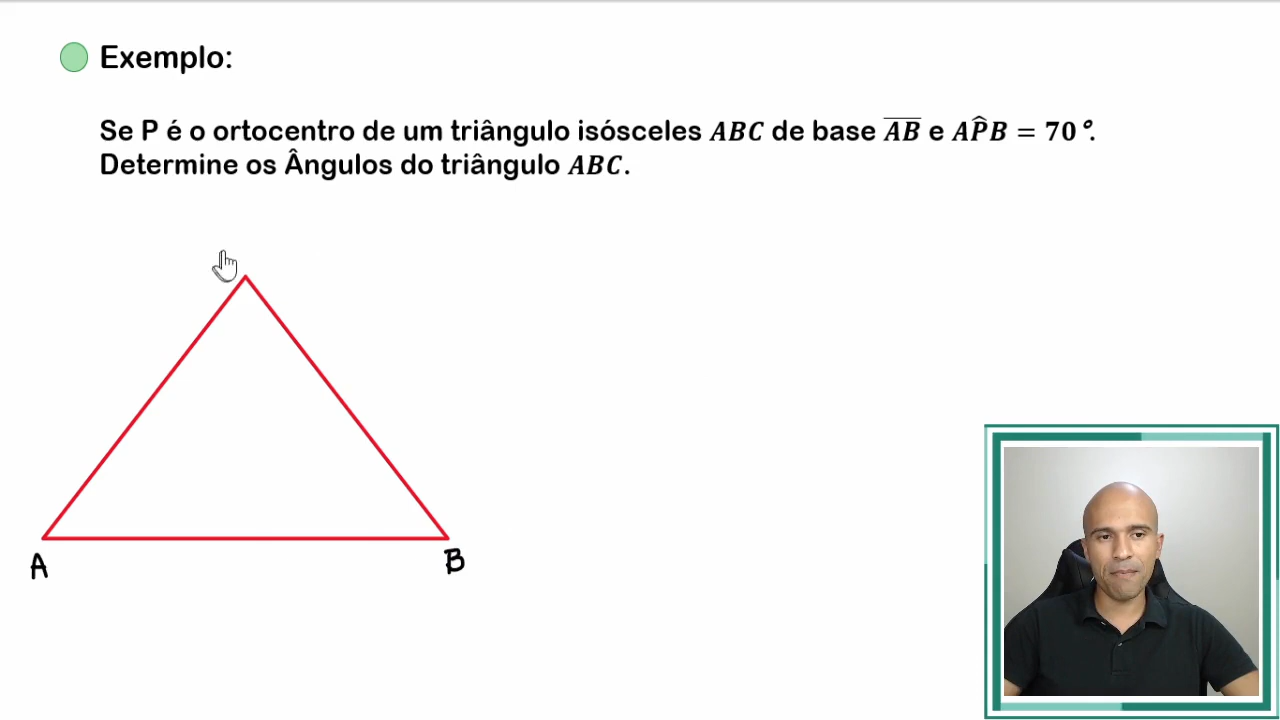 Exemplo:
Se P é o ortocentro de um triângulo isósceles ABC de base A̅B̅ e AP̂B = 70°.
Determine os Ângulos do triângulo ABC.
A
B